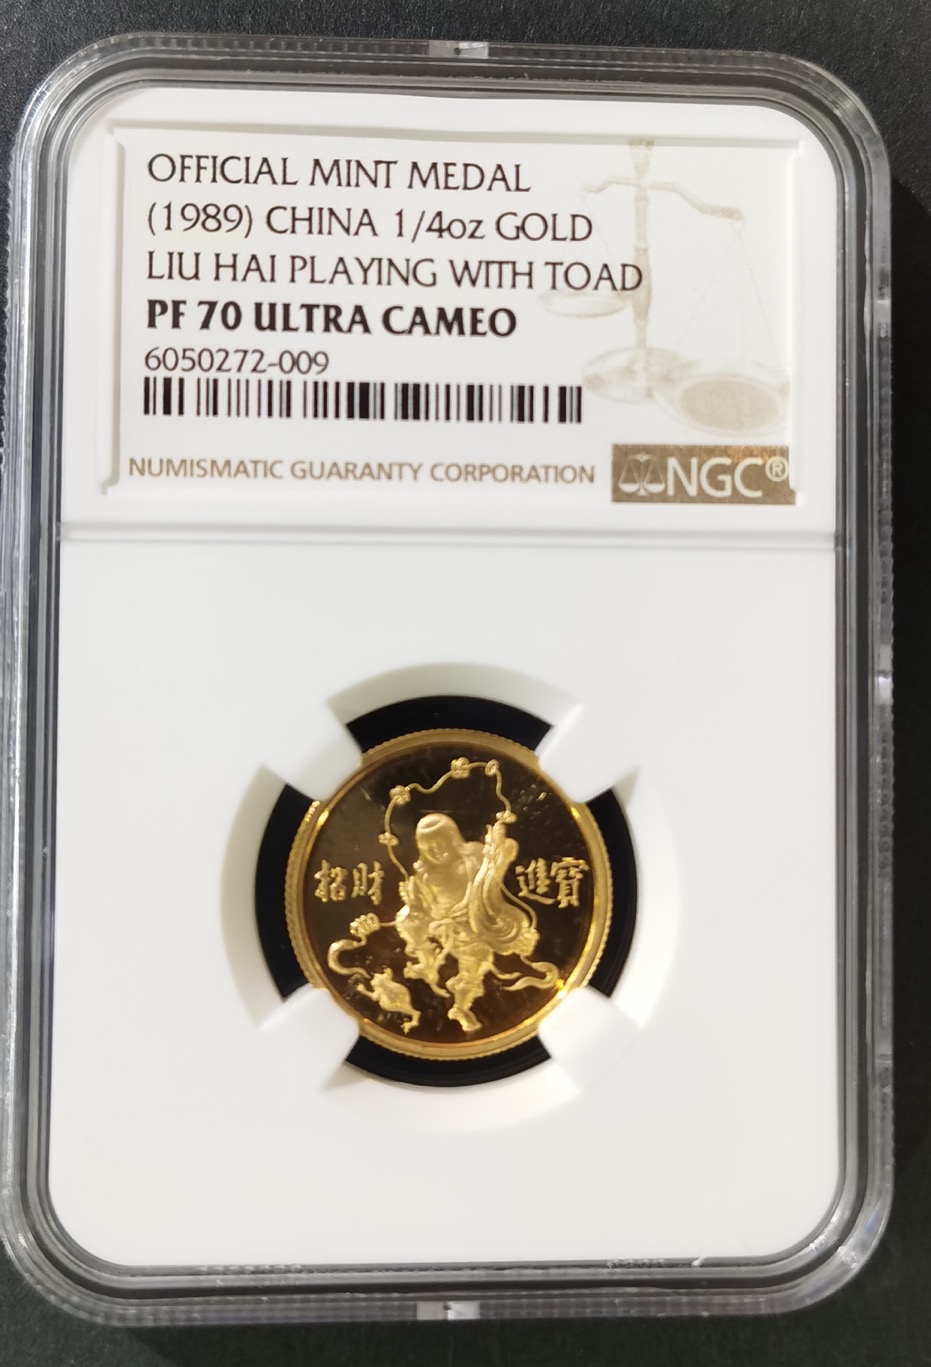 OFFICIAL MINT MEDAL
(1989) CHINA 1/4oz GOLD
LIU HAI PLAYING WITH TOAD
PF 70 ULTRA CAMEO
6050272-009
NUMISMATIC GUARANTY CORPORATION
NGC®
招財 進寶